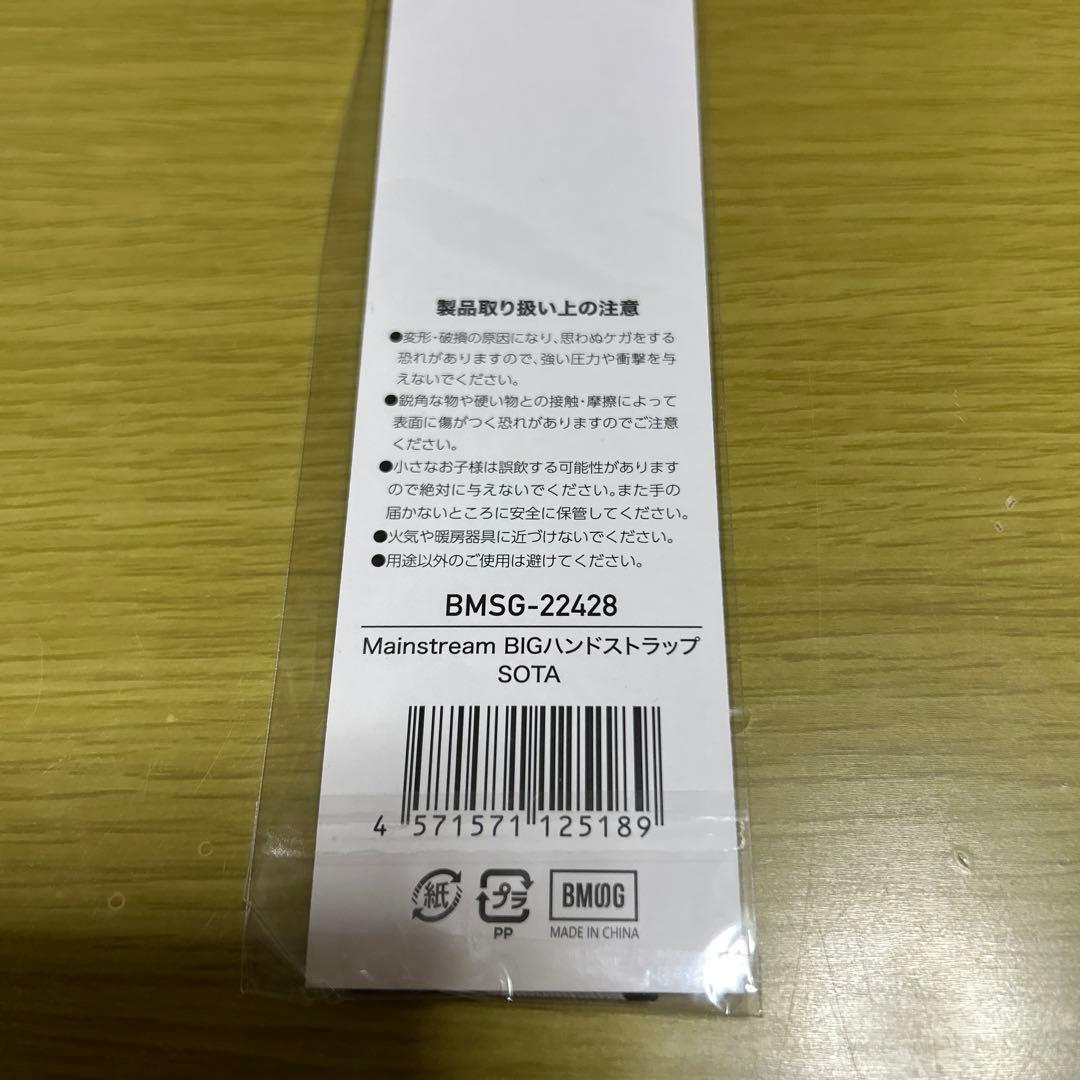 製品取り扱い上の注意
●変形・破損の原因になり、思わぬケガをする
恐れがありますので、強い圧力や衝撃を与
えないでください。
●鋭角な物や硬い物との接触・摩擦によって
表面に傷がつく恐れがありますのでご注意
ください。
●小さなお子様は誤飲する可能性があります
ので絶対に与えないでください。また手の
届かないところに安全に保管してください。
●火気や暖房器具に近づけないでください。
●用途以外のご使用は避けてください。
BMSG-22428
Mainstream BIGハンドストラップ
SOTA
4 571571 125189
紙 プラ BMSG
PP MADE IN CHINA